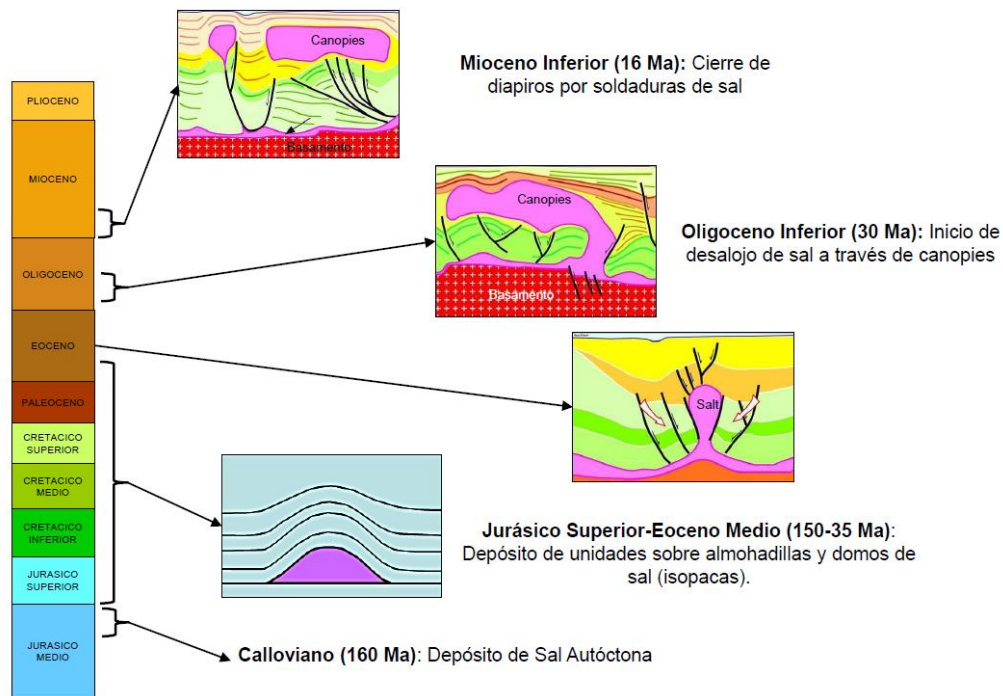 Canopies
Basamento
Mioceno Inferior (16 Ma): Cierre de
diapiros por soldaduras de sal
PLIOCENO
MIOCENO
OLIGOCENO
EOCENO
PALEOCENO
CRETACICO
SUPERIOR
CRETACICO
MEDIO
CRETACICO
INFERIOR
JURASICO
SUPERIOR
JURASICO
MEDIO
Canopies
Basamento
Oligoceno Inferior (30 Ma): Inicio de
desalojo de sal a través de canopies
Salt
Jurásico Superior-Eoceno Medio (150-35 Ma):
Depósito de unidades sobre almohadillas y domos de
sal (isopacas).
Calloviano (160 Ma): Depósito de Sal Autóctona